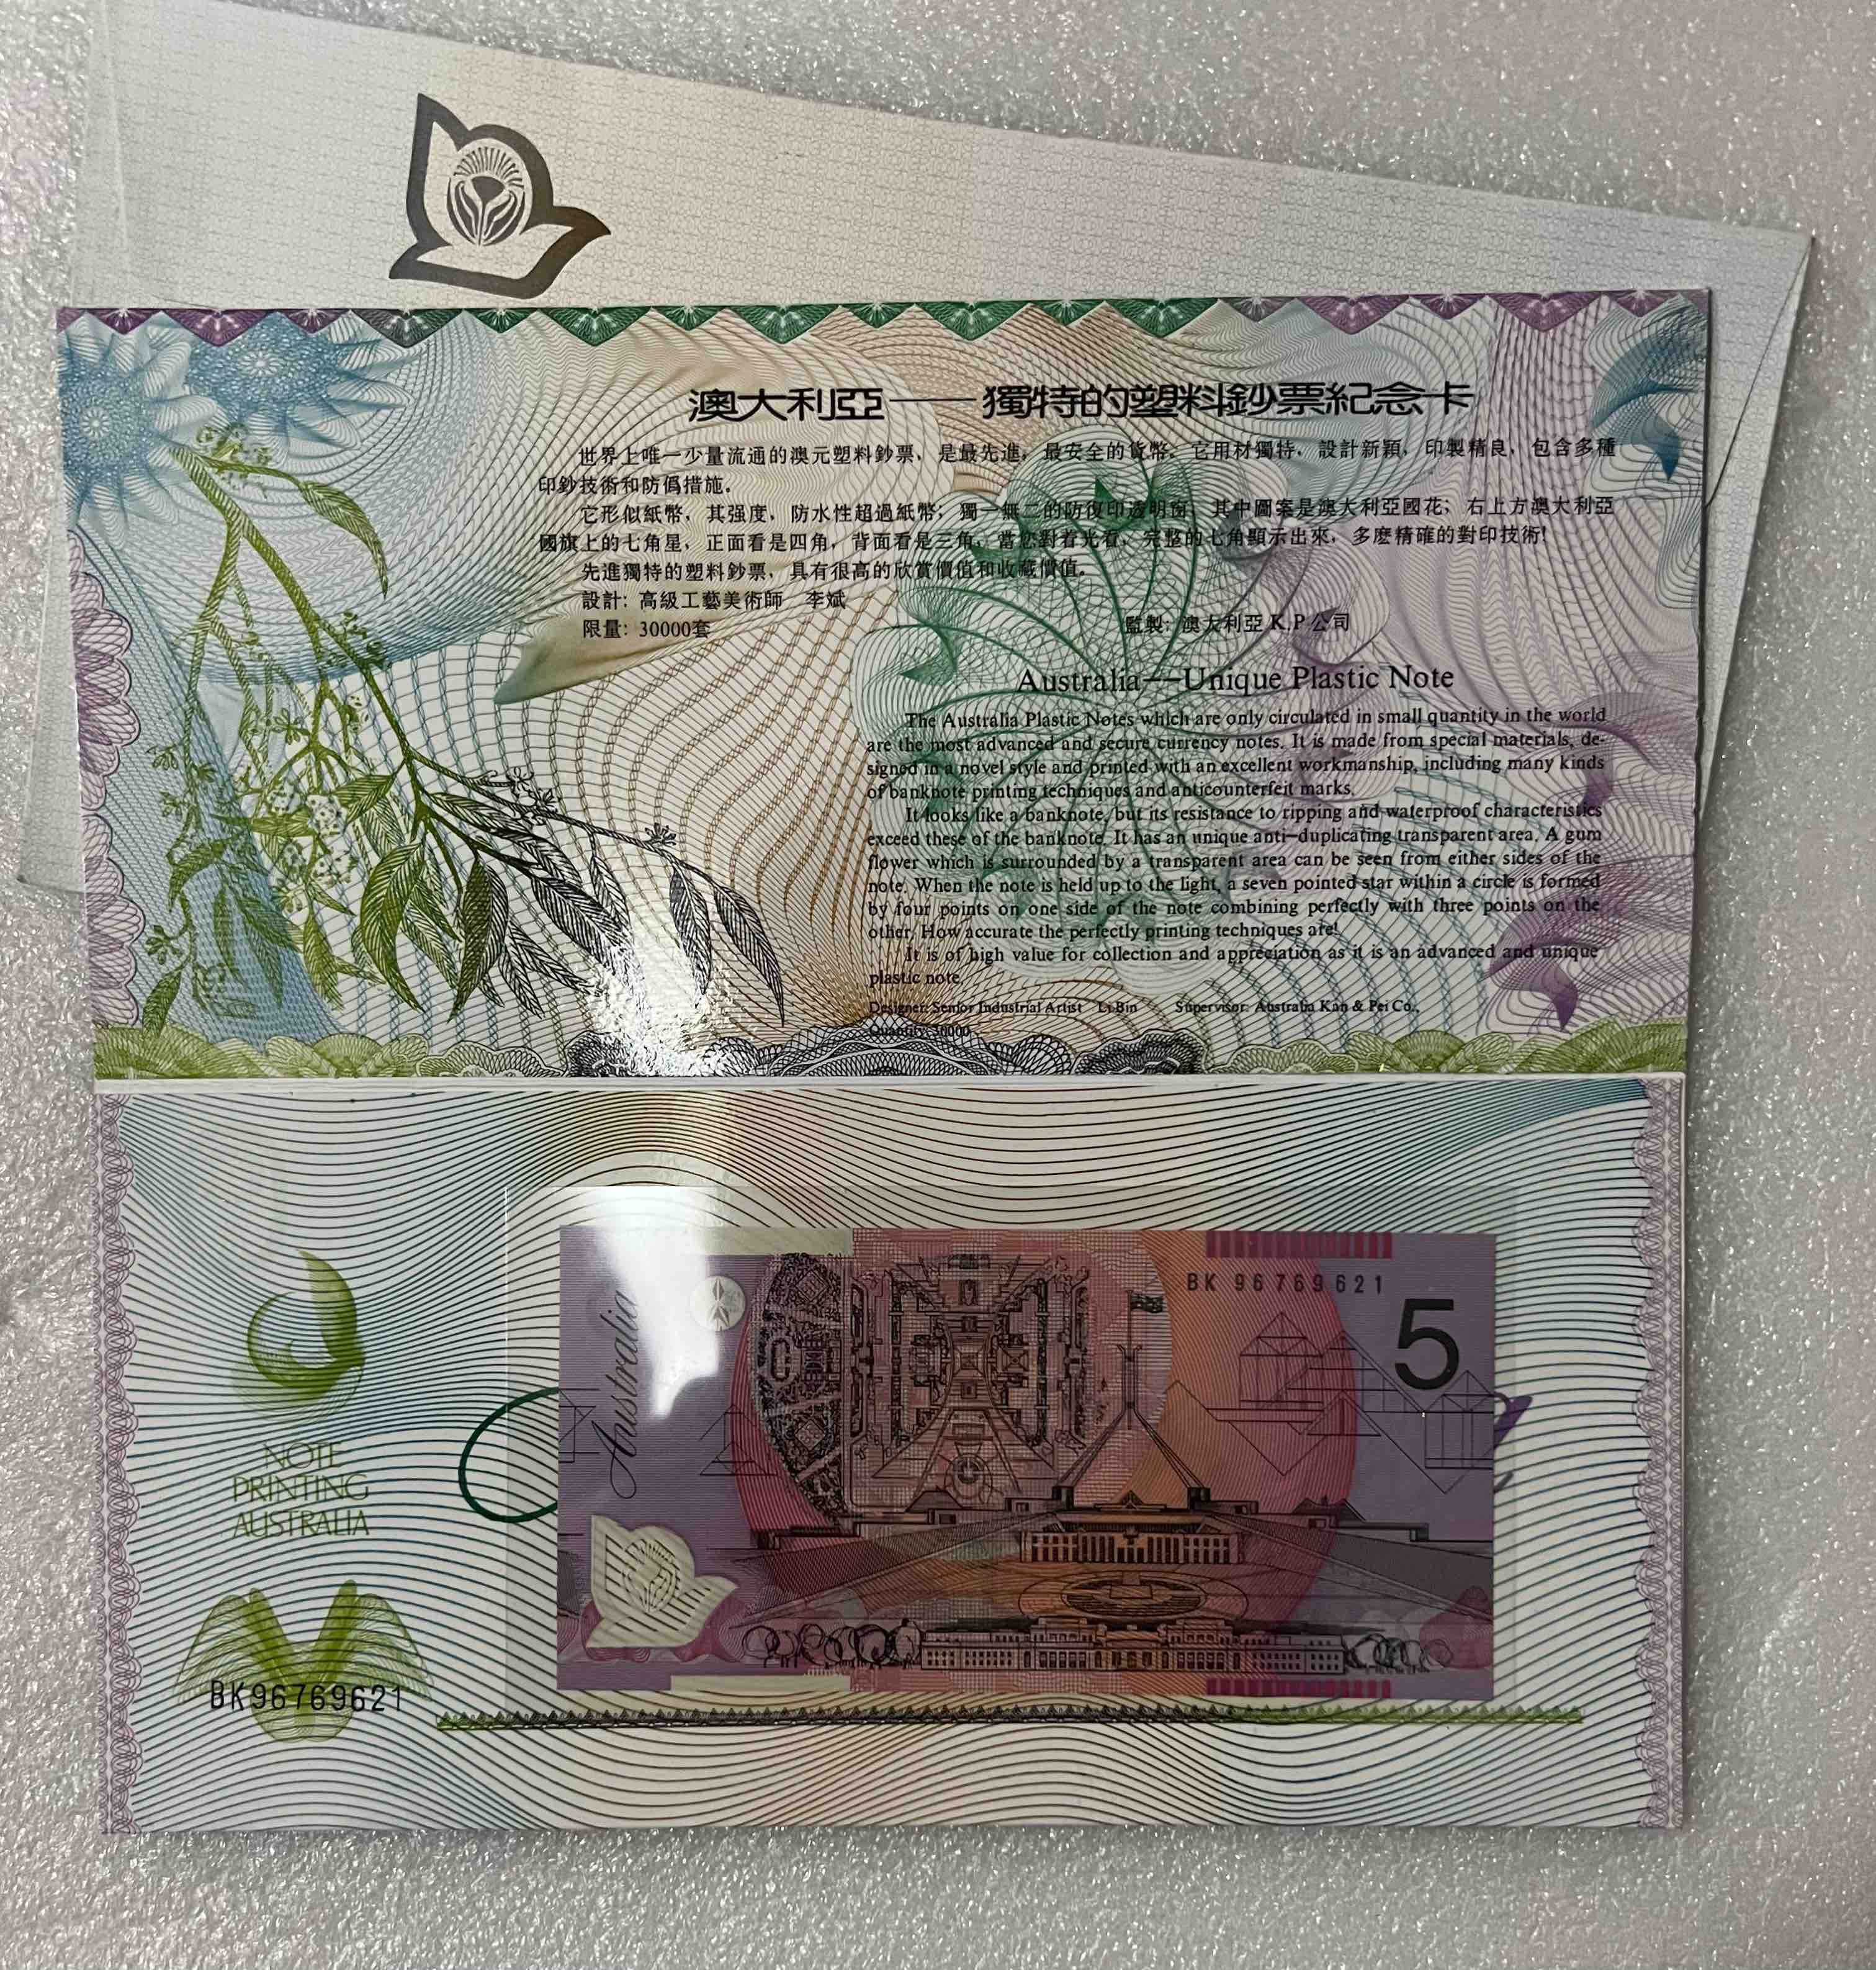 澳大利亞——獨特的塑料鈔票紀念卡
世界上唯一少量流通的澳元塑料鈔票，是最先進，最安全的貨幣。它用材獨特，設計新穎，印製精良，包含多種
印鈔技術和防僞措施。
它形似紙幣，其强度，防水性超過紙幣；獨一無二的防復印透明窗，其中圖案是澳大利亞國花；右上方澳大利亞
國旗上的七角星，正面看是四角，背面看是三角，當您對着光看，完整的七角顯示出來，多麽精確的對印技術!
先進獨特的塑料鈔票，具有很高的欣賞價值和收藏價值。
設計: 高級工藝美術師　李斌
限量: 30000套
監製: 澳大利亞 K.P 公司
Australia—Unique Plastic Note
The Australia Plastic Notes which are only circulated in small quantity in the world
are the most advanced and secure currency notes. It is made from special materials, de-
signed in a novel style and printed with an excellent workmanship, including many kinds
of banknote printing techniques and anticounterfeit marks.
It looks like a banknote, but its resistance to ripping and waterproof characteristics
exceed these of the banknote. It has an unique anti-duplicating transparent area. A gum
flower which is surrounded by a transparent area can be seen from either sides of the
note. When the note is held up to the light, a seven pointed star within a circle is formed
by four points on one side of the note combining perfectly with three points on the
other. How accurate the perfectly printing techniques are!
It is of high value for collection and appreciation as it is an advanced and unique
plastic note.
Designer: Senior Industrial Artist Li Bin Supervisor: Australia Kan & Pei Co.,
Quantity: 30000
BK 96769621
5
Australia
NOTE
PRINTING
AUSTRALIA
BK96769621